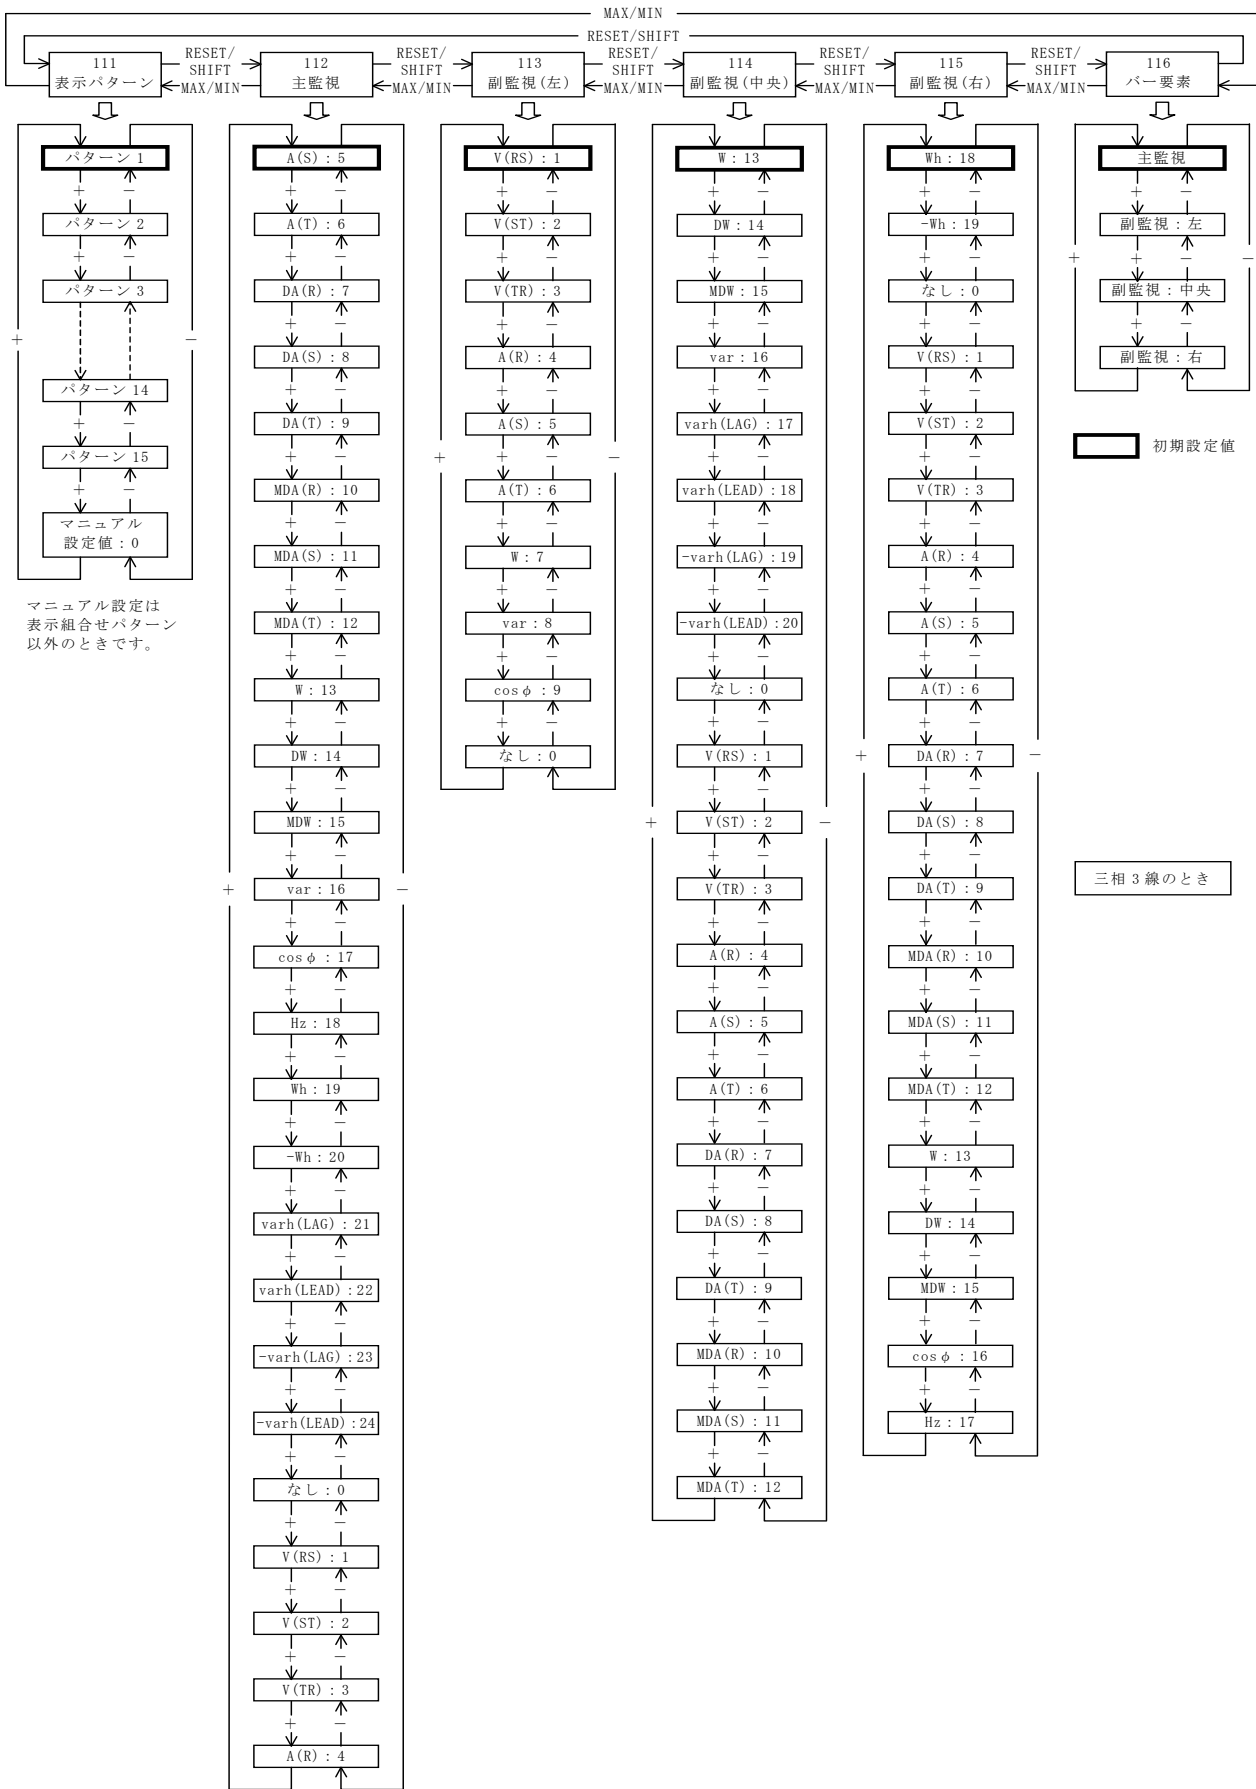 MAX/MIN
RESET/SHIFT
111
表示パターン
RESET/
SHIFT
MAX/MIN
112
主監視
RESET/
SHIFT
MAX/MIN
113
副監視(左)
RESET/
SHIFT
MAX/MIN
114
副監視(中央)
RESET/
SHIFT
MAX/MIN
115
副監視(右)
RESET/
SHIFT
MAX/MIN
116
バー要素
パターン 1
+ −
パターン 2
+ −
パターン 3
+ −
パターン 14
+ −
パターン 15
+ −
マニュアル
設定値：0
マニュアル設定は
表示組合せパターン
以外のときです。
A(S)：5
+ −
A(T)：6
+ −
DA(R)：7
+ −
DA(S)：8
+ −
DA(T)：9
+ −
MDA(R)：10
+ −
MDA(S)：11
+ −
MDA(T)：12
+ −
W：13
+ −
DW：14
+ −
MDW：15
+ −
+ var：16 −
+ −
cosφ：17
+ −
Hz：18
+ −
Wh：19
+ −
-Wh：20
+ −
varh(LAG)：21
+ −
varh(LEAD)：22
+ −
-varh(LAG)：23
+ −
-varh(LEAD)：24
+ −
なし：0
+ −
V(RS)：1
+ −
V(ST)：2
+ −
V(TR)：3
+ −
A(R)：4
V(RS)：1
+ −
V(ST)：2
+ −
V(TR)：3
+ −
A(R)：4
+ −
A(S)：5
+ + − −
A(T)：6
+ −
W：7
+ −
var：8
+ −
cosφ：9
+ −
なし：0
W：13
+ −
DW：14
+ −
MDW：15
+ −
var：16
+ −
varh(LAG)：17
+ −
varh(LEAD)：18
+ −
-varh(LAG)：19
+ −
-varh(LEAD)：20
+ −
なし：0
+ −
V(RS)：1
+ −
+ V(ST)：2 −
+ −
V(TR)：3
+ −
A(R)：4
+ −
A(S)：5
+ −
A(T)：6
+ −
DA(R)：7
+ −
DA(S)：8
+ −
DA(T)：9
+ −
MDA(R)：10
+ −
MDA(S)：11
+ −
MDA(T)：12
Wh：18
+ −
-Wh：19
+ −
なし：0
+ −
V(RS)：1
+ −
V(ST)：2
+ −
V(TR)：3
+ −
A(R)：4
+ −
A(S)：5
+ −
A(T)：6
+ −
+ DA(R)：7 −
+ −
DA(S)：8
+ −
DA(T)：9
+ −
MDA(R)：10
+ −
MDA(S)：11
+ −
MDA(T)：12
+ −
W：13
+ −
DW：14
+ −
MDW：15
+ −
cosφ：16
+ −
Hz：17
主監視
+ −
副監視：左
+ + − −
副監視：中央
+ −
副監視：右
初期設定値
三相 3 線のとき